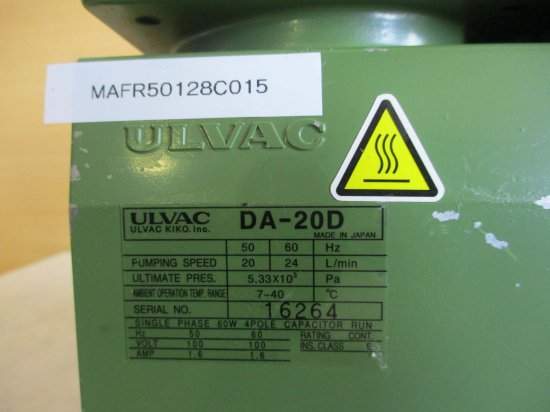 MAFR50128C015
ULVAC
ULVAC DA-20D
ULVAC KIKO. Inc. MADE IN JAPAN
50 60 Hz
PUMPING SPEED 20 24 L/min
ULTIMATE PRES. 5.33X10³ Pa
AMBIENT OPERATION TEMP. RANGE 7-40 °C
SERIAL NO. 16264
SINGLE PHASE 60W 4POLE CAPACITOR RUN
Hz 50 60 RATING CONT.
VOLT 100 100 INS. CLASS E
AMP 1.6 1.6